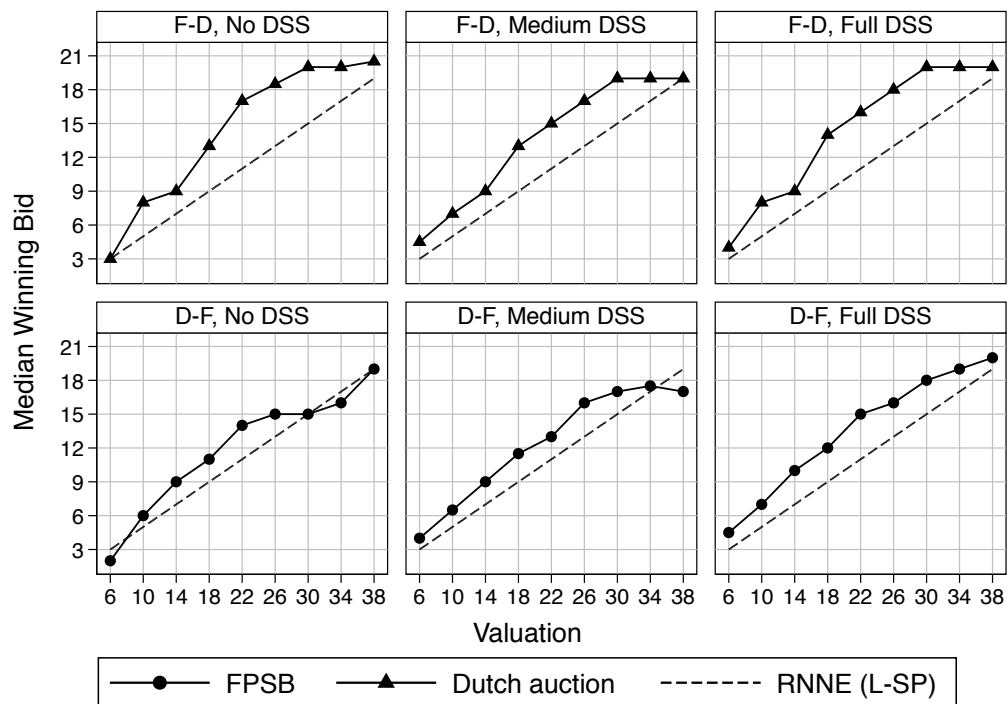 F-D, No DSS
F-D, Medium DSS
F-D, Full DSS
21
18
15
12
9
6
3
Median Winning Bid
D-F, No DSS
D-F, Medium DSS
D-F, Full DSS
21
18
15
12
9
6
3
6 10 14 18 22 26 30 34 38
6 10 14 18 22 26 30 34 38
6 10 14 18 22 26 30 34 38
Valuation
FPSB
Dutch auction
RNNE (L-SP)